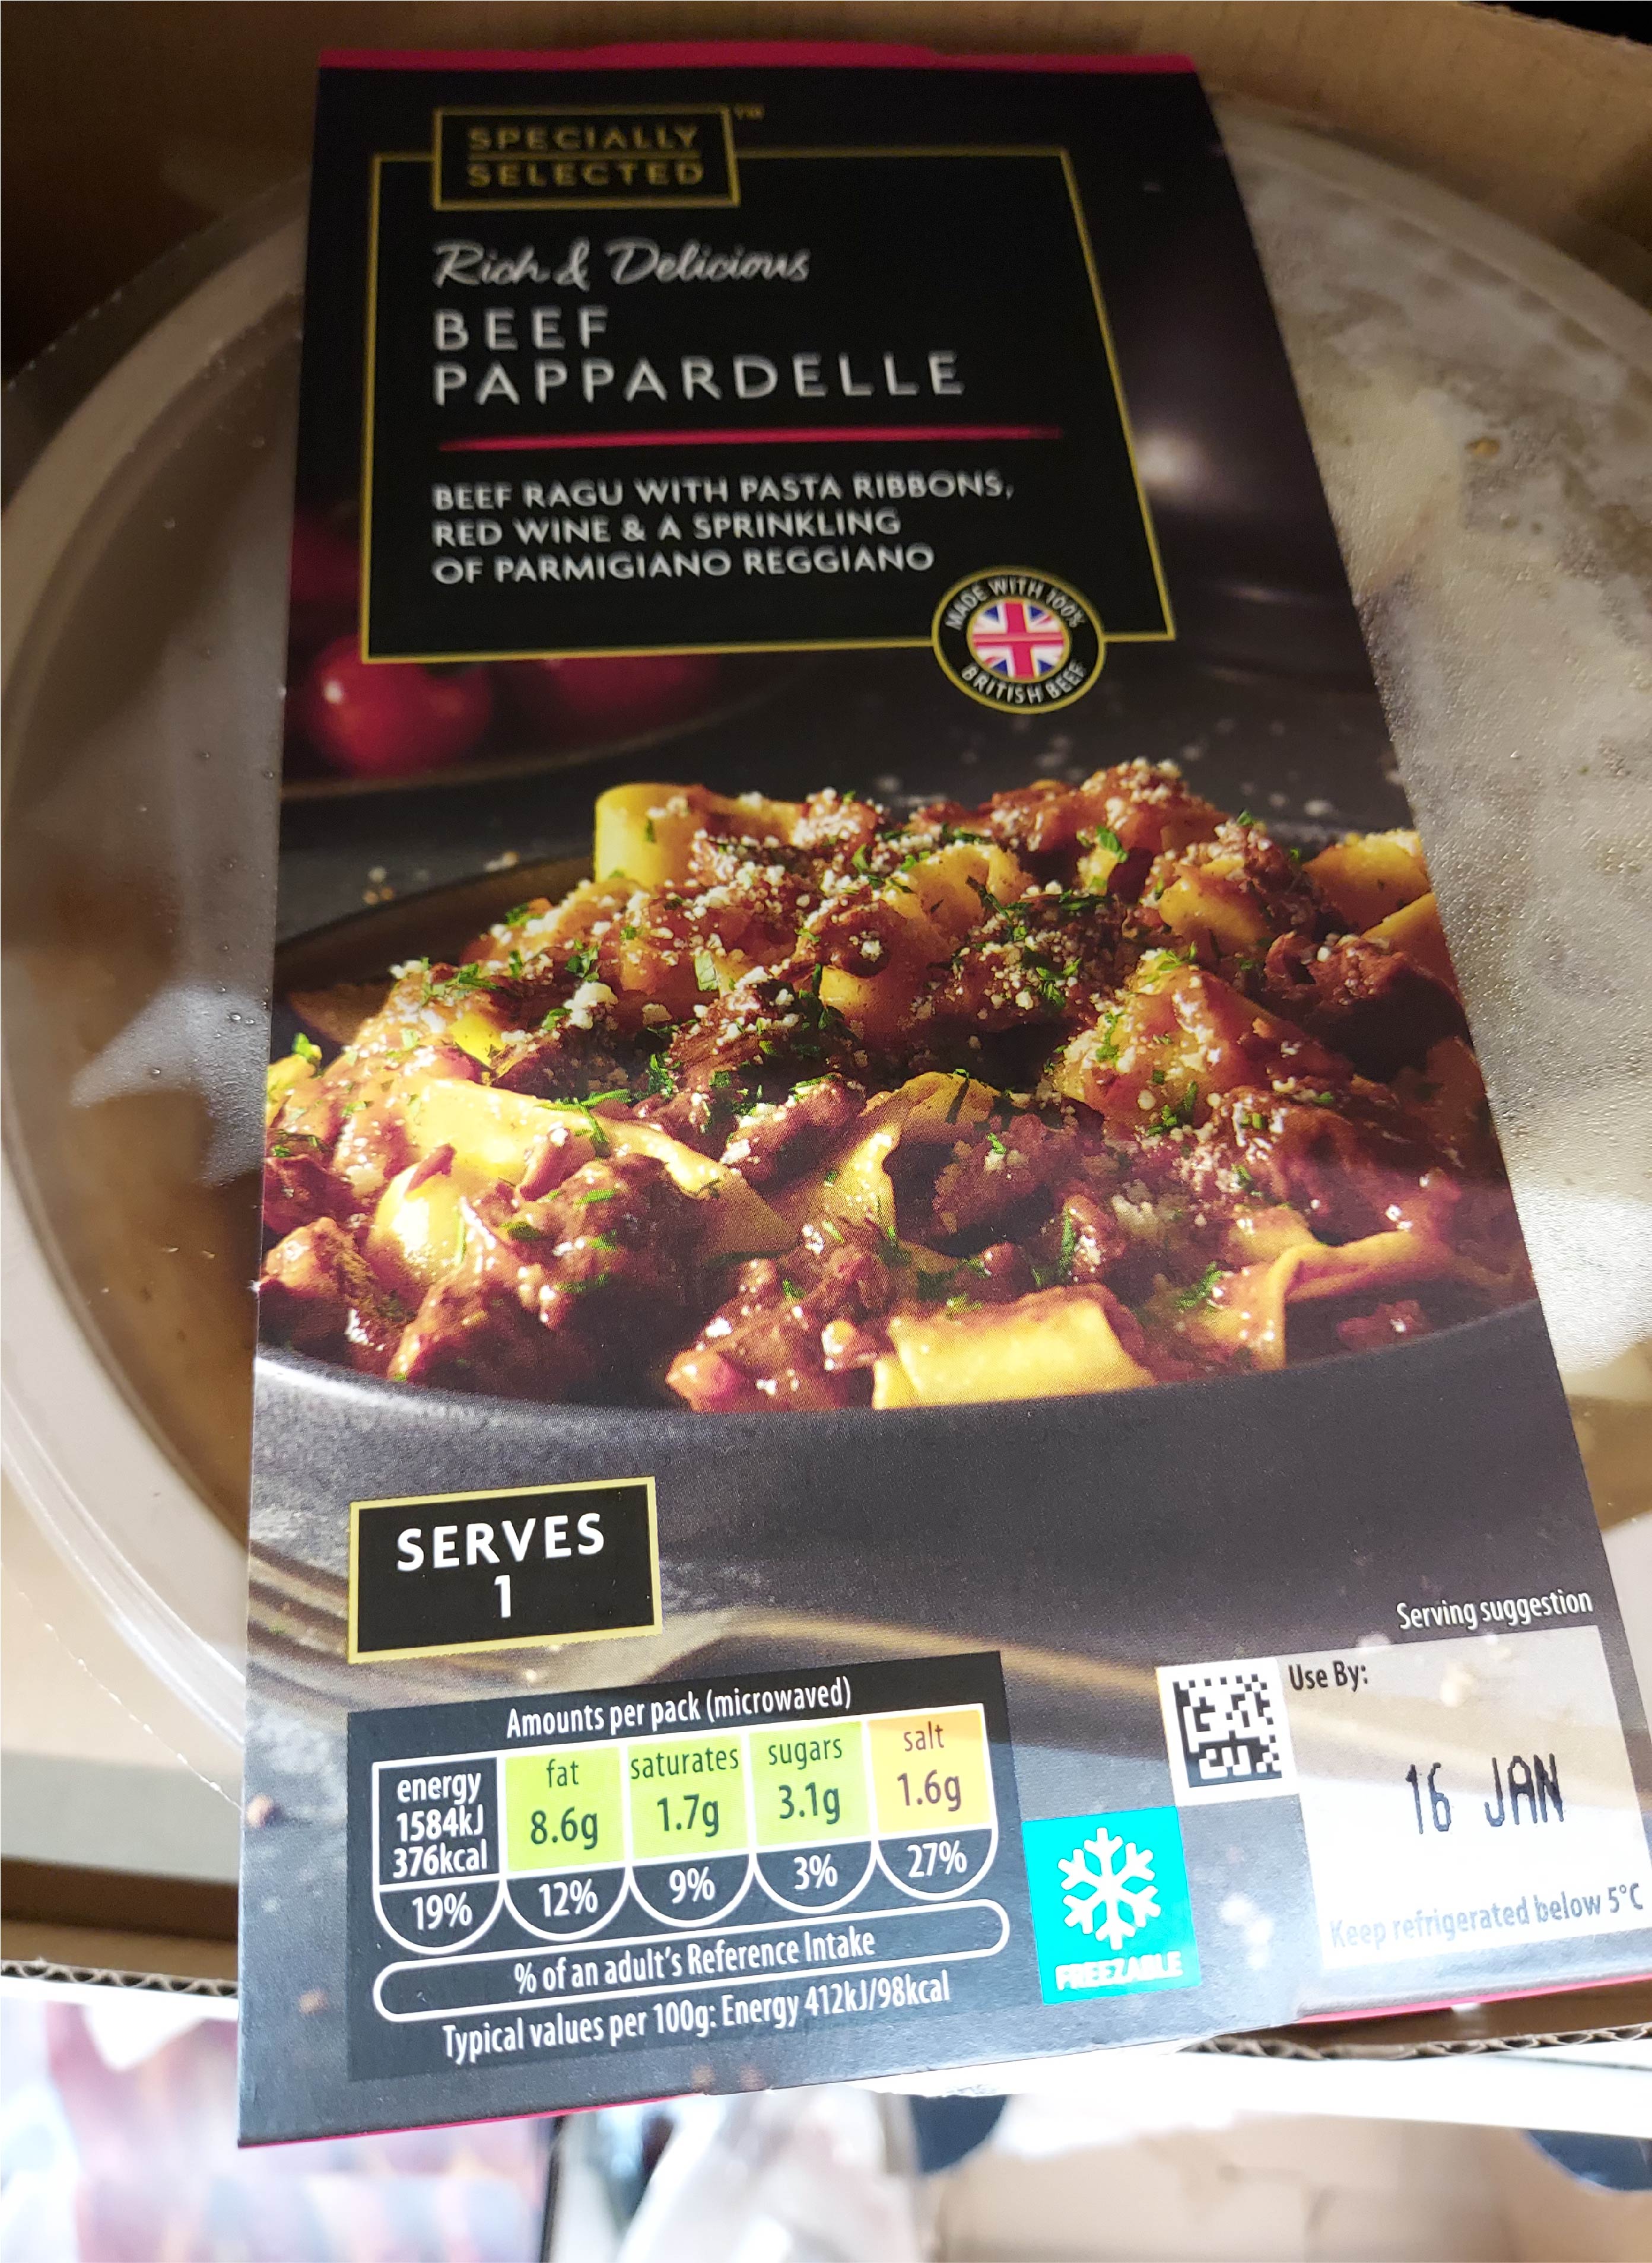 SPECIALLY
SELECTED
™
Rich & Delicious
BEEF
PAPPARDELLE
BEEF RAGU WITH PASTA RIBBONS,
RED WINE & A SPRINKLING
OF PARMIGIANO REGGIANO
MADE WITH 100%
BRITISH BEEF
SERVES
1
Serving suggestion
Amounts per pack (microwaved)
energy
1584kJ
376kcal
19%
fat
8.6g
12%
saturates
1.7g
9%
sugars
3.1g
3%
salt
1.6g
27%
% of an adult's Reference Intake
Typical values per 100g: Energy 412kJ/98kcal
FREEZABLE
Use By:
16 JAN
Keep refrigerated below 5°C